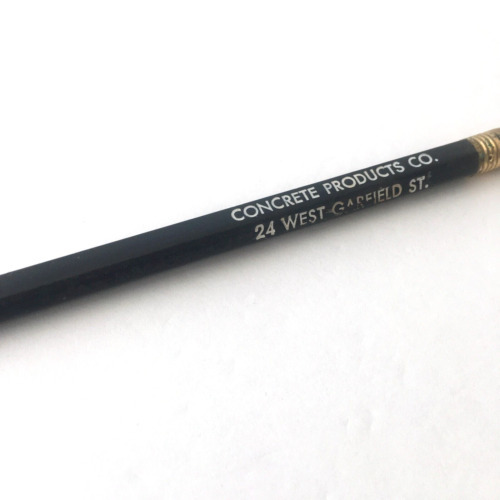 CONCRETE PRODUCTS CO.
24 WEST GARFIELD ST.